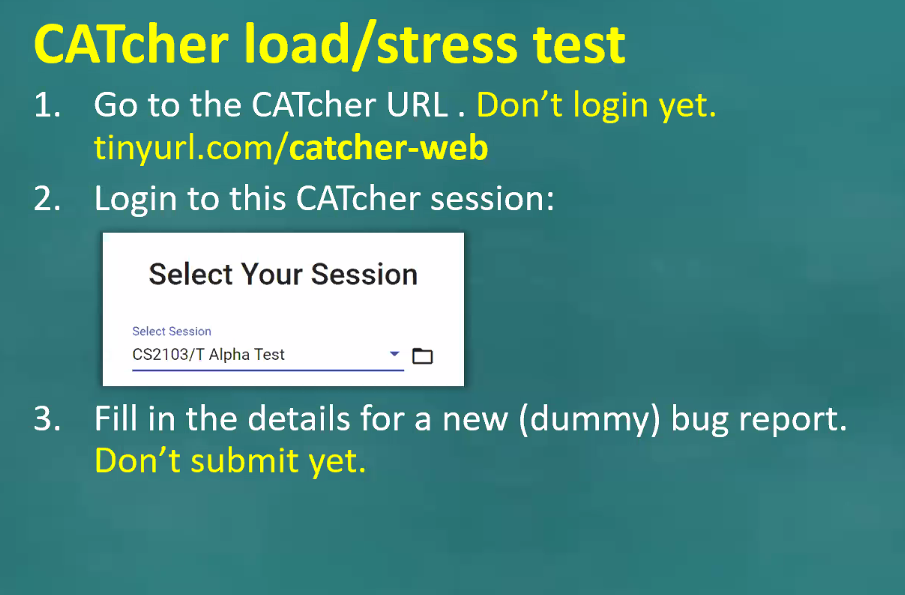 CATcher load/stress test
1. Go to the CATcher URL . Don’t login yet.
tinyurl.com/catcher-web
2. Login to this CATcher session:
Select Your Session
Select Session
CS2103/T Alpha Test
3. Fill in the details for a new (dummy) bug report.
Don’t submit yet.